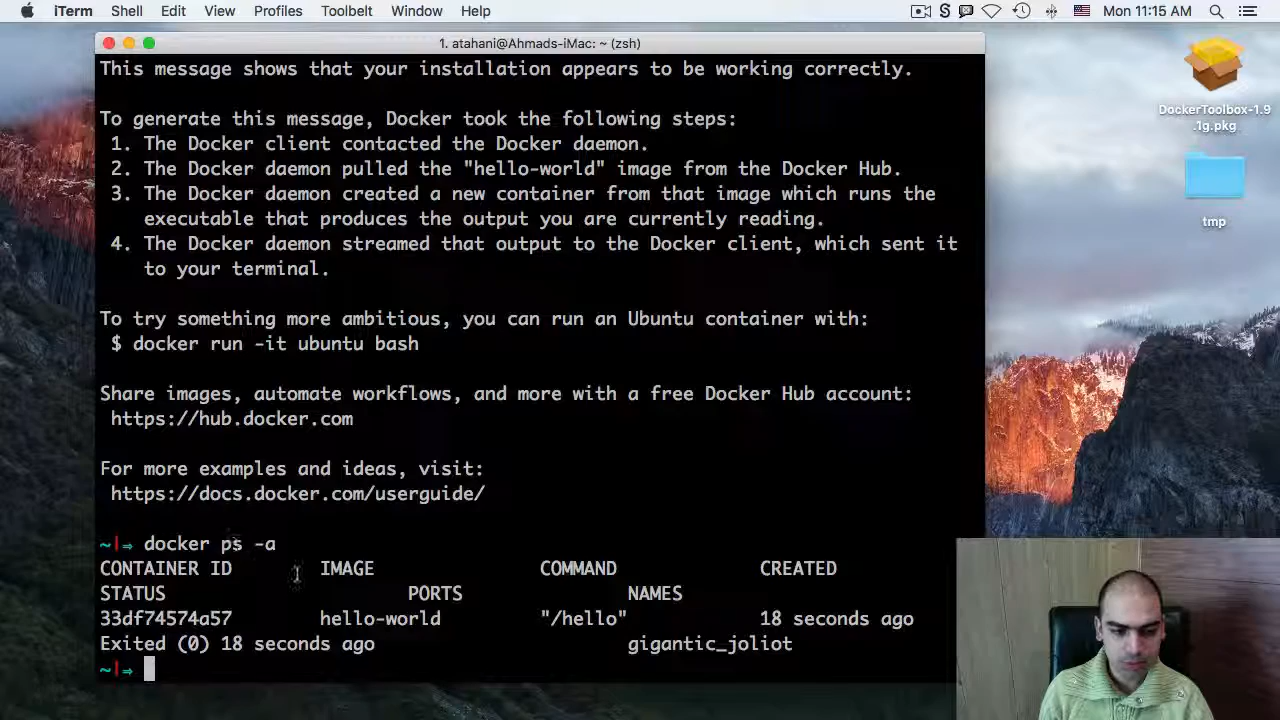 iTerm Shell Edit View Profiles Toolbelt Window Help Mon 11:15 AM
1. atahani@Ahmads-iMac: ~ (zsh)
This message shows that your installation appears to be working correctly.
To generate this message, Docker took the following steps:
1. The Docker client contacted the Docker daemon.
2. The Docker daemon pulled the "hello-world" image from the Docker Hub.
3. The Docker daemon created a new container from that image which runs the
executable that produces the output you are currently reading.
4. The Docker daemon streamed that output to the Docker client, which sent it
to your terminal.
To try something more ambitious, you can run an Ubuntu container with:
$ docker run -it ubuntu bash
Share images, automate workflows, and more with a free Docker Hub account:
https://hub.docker.com
For more examples and ideas, visit:
https://docs.docker.com/userguide/
~|⇒ docker ps -a
CONTAINER ID IMAGE COMMAND CREATED
STATUS PORTS NAMES
33df74574a57 hello-world "/hello" 18 seconds ago
Exited (0) 18 seconds ago gigantic_joliot
~|⇒
DockerToolbox-1.9
.1g.pkg
tmp